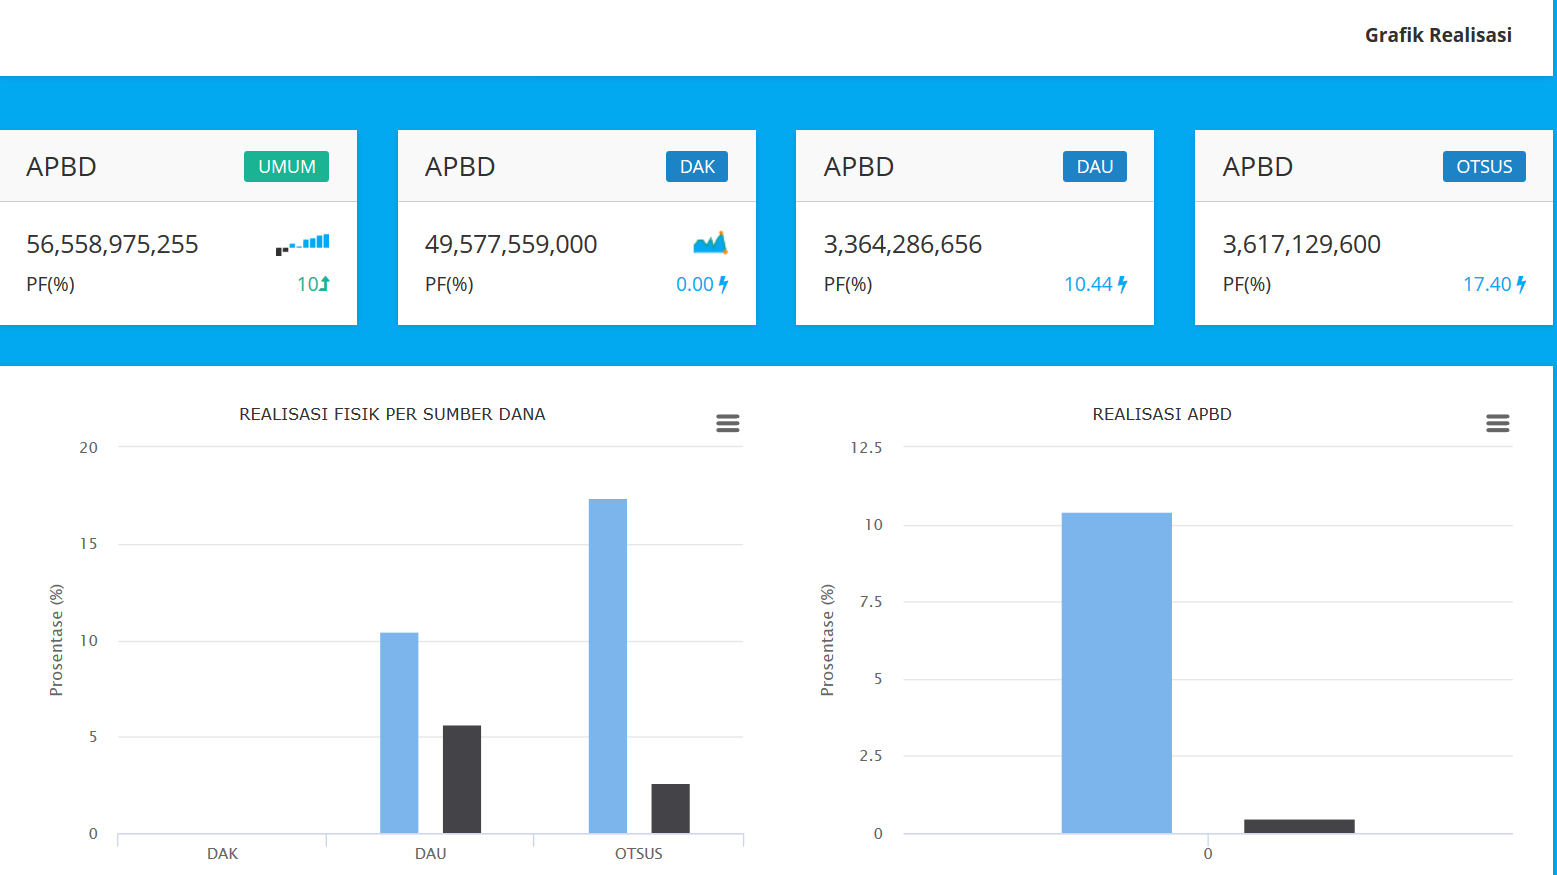 Grafik Realisasi
APBD UMUM
56,558,975,255
PF(%) 10
APBD DAK
49,577,559,000
PF(%) 0.00
APBD DAU
3,364,286,656
PF(%) 10.44
APBD OTSUS
3,617,129,600
PF(%) 17.40
REALISASI FISIK PER SUMBER DANA
Prosentase (%)
20
15
10
5
0
DAK DAU OTSUS
REALISASI APBD
Prosentase (%)
12.5
10
7.5
5
2.5
0
0